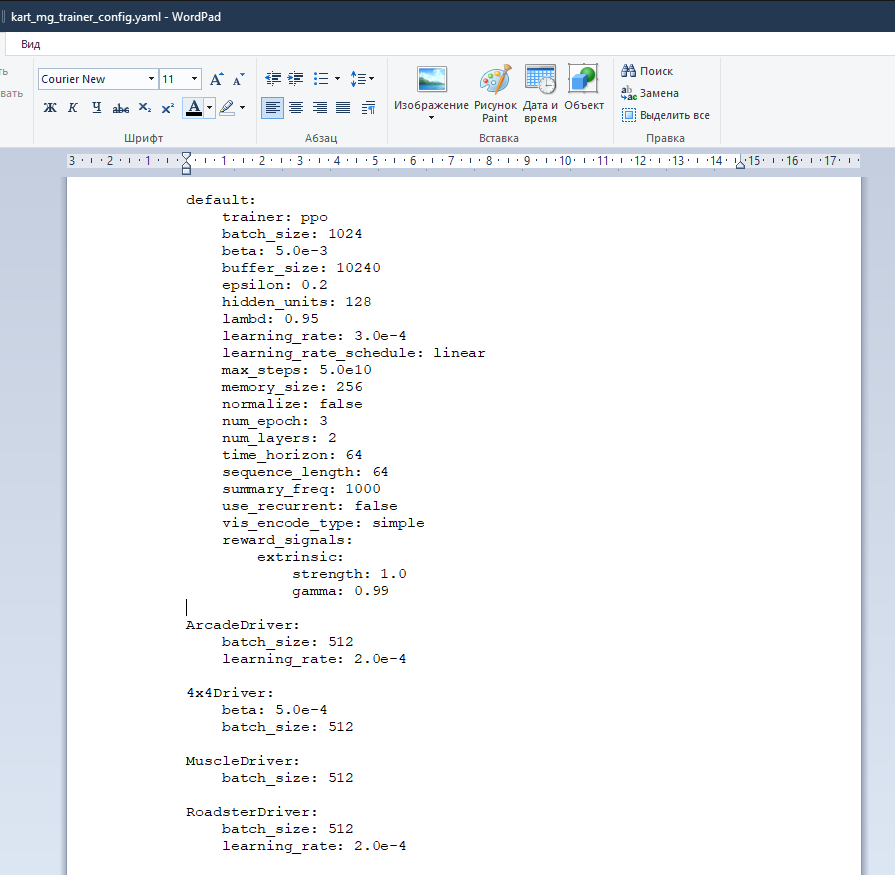 kart_mg_trainer_config.yaml - WordPad
Вид
ть
вать
Courier New 11
Ж К Ч abc X₂ X² A
Изображение
Рисунок Paint
Дата и время
Объект
Поиск
Замена
Выделить все
Шрифт
Абзац
Вставка
Правка
3 2 1 1 2 3 4 5 6 7 8 9 10 11 12 13 14 15 16 17
default:
    trainer: ppo
    batch_size: 1024
    beta: 5.0e-3
    buffer_size: 10240
    epsilon: 0.2
    hidden_units: 128
    lambd: 0.95
    learning_rate: 3.0e-4
    learning_rate_schedule: linear
    max_steps: 5.0e10
    memory_size: 256
    normalize: false
    num_epoch: 3
    num_layers: 2
    time_horizon: 64
    sequence_length: 64
    summary_freq: 1000
    use_recurrent: false
    vis_encode_type: simple
    reward_signals:
        extrinsic:
            strength: 1.0
            gamma: 0.99
ArcadeDriver:
    batch_size: 512
    learning_rate: 2.0e-4
4x4Driver:
    beta: 5.0e-4
    batch_size: 512
MuscleDriver:
    batch_size: 512
RoadsterDriver:
    batch_size: 512
    learning_rate: 2.0e-4